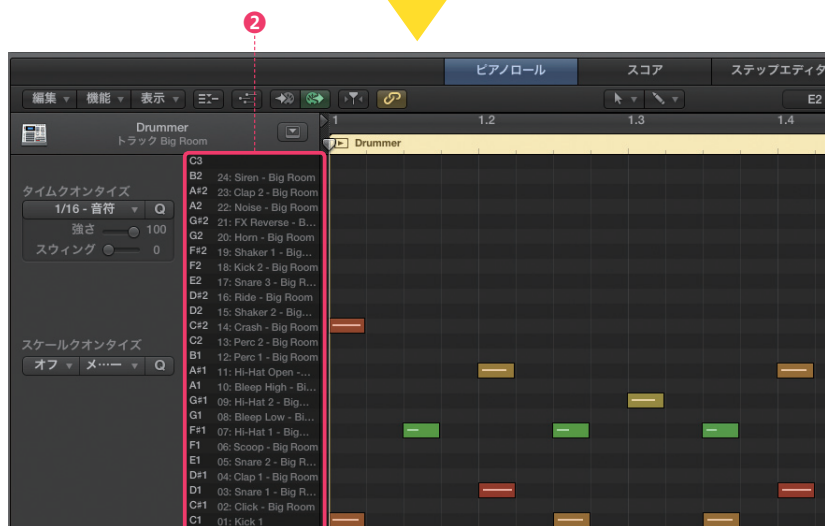 2
ピアノロール スコア ステップエディタ
編集 機能 表示 E2
Drummer
トラック Big Room
1 1.2 1.3 1.4
Drummer
C3
B2 24: Siren - Big Room
A#2 23: Clap 2 - Big Room
A2 22: Noise - Big Room
G#2 21: FX Reverse - B...
G2 20: Horn - Big Room
F#2 19: Shaker 1 - Big...
F2 18: Kick 2 - Big Room
E2 17: Snare 3 - Big R...
D#2 16: Ride - Big Room
D2 15: Shaker 2 - Big...
C#2 14: Crash - Big Room
C2 13: Perc 2 - Big Room
B1 12: Perc 1 - Big Room
A#1 11: Hi-Hat Open -...
A1 10: Bleep High - Bi...
G#1 09: Hi-Hat 2 - Big...
G1 08: Bleep Low - Bi...
F#1 07: Hi-Hat 1 - Big...
F1 06: Scoop - Big Room
E1 05: Snare 2 - Big R...
D#1 04: Clap 1 - Big Room
D1 03: Snare 1 - Big R...
C#1 02: Click - Big Room
C1 01: Kick 1
タイムクオンタイズ
1/16 - 音符 Q
強さ 100
スウィング 0
スケールクオンタイズ
オフ メ…ー Q